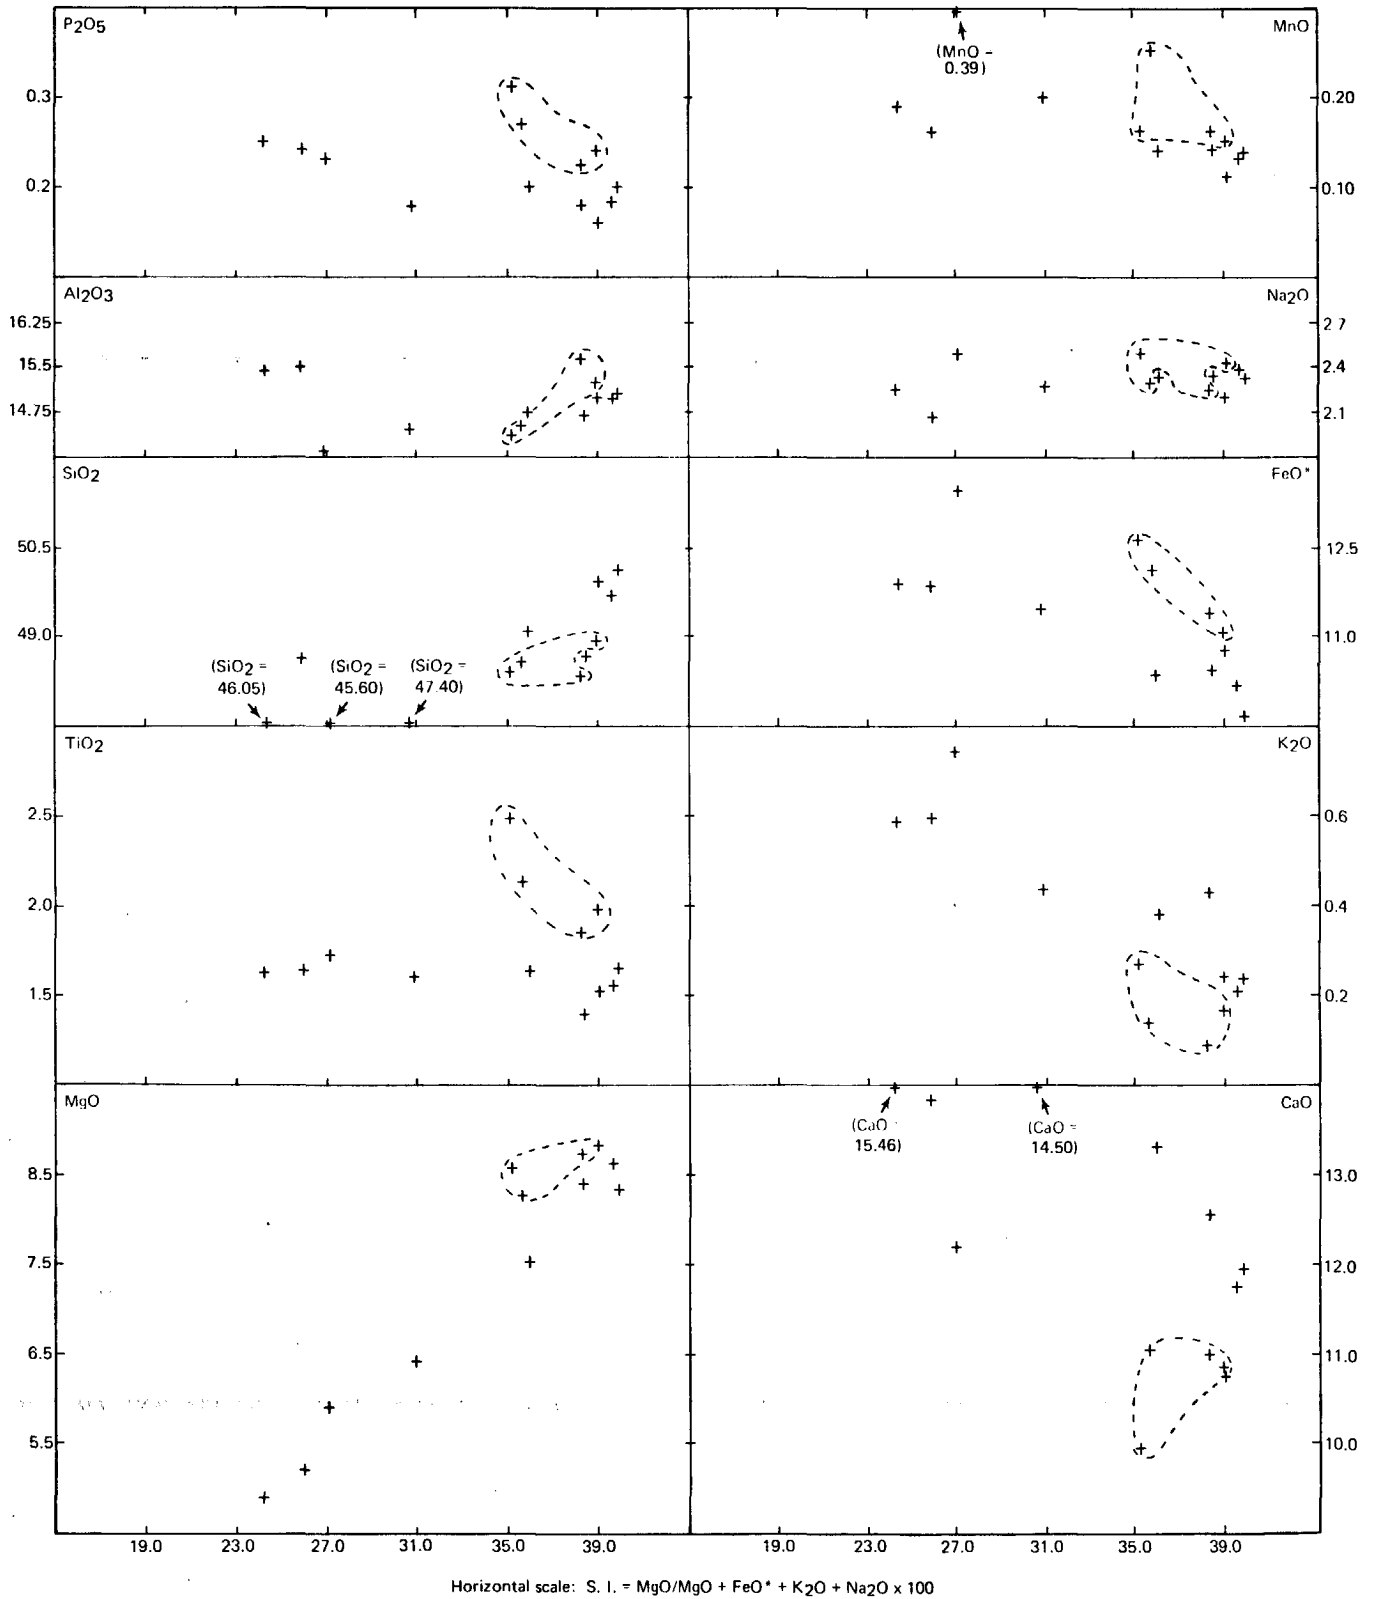 P2O5
MnO
(MnO -
0.39)
0.3
0.20
0.2
0.10
Al2O3
Na2O
16.25
2.7
15.5
2.4
14.75
2.1
SiO2
FeO*
50.5
12.5
49.0
11.0
(SiO2 =
46.05)
(SiO2 =
45.60)
(SiO2 =
47.40)
TiO2
K2O
2.5
0.6
2.0
0.4
1.5
0.2
MgO
CaO
(CaO
15.46)
(CaO =
14.50)
8.5
13.0
7.5
12.0
6.5
11.0
5.5
10.0
19.0 23.0 27.0 31.0 35.0 39.0 19.0 23.0 27.0 31.0 35.0 39.0
Horizontal scale: S. I. = MgO/MgO + FeO* + K2O + Na2O x 100